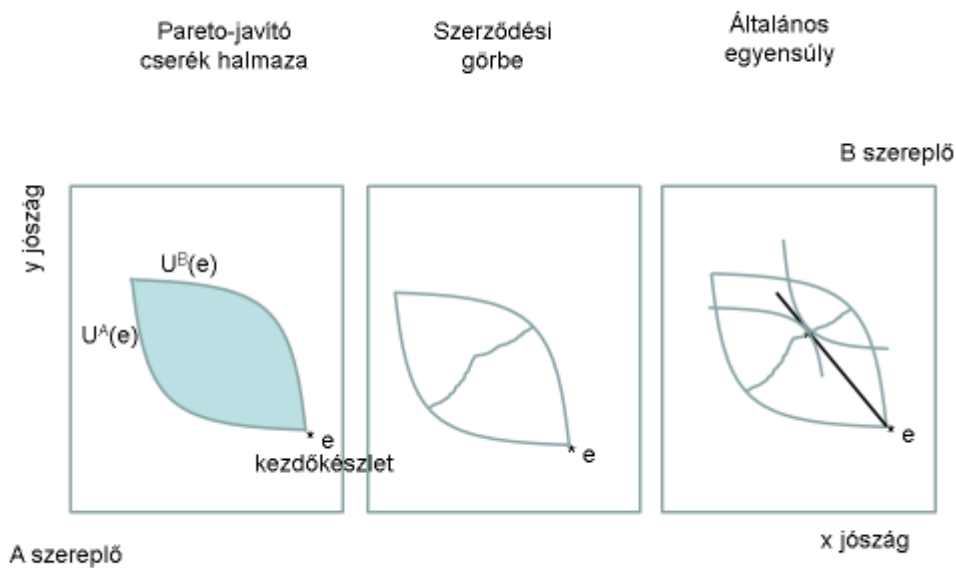 Pareto-javító
cserék halmaza
Szerződési
görbe
Általános
egyensúly
B szereplő
y jószág
U^B(e)
U^A(e)
* e
kezdőkészlet
* e
* e
A szereplő
x jószág